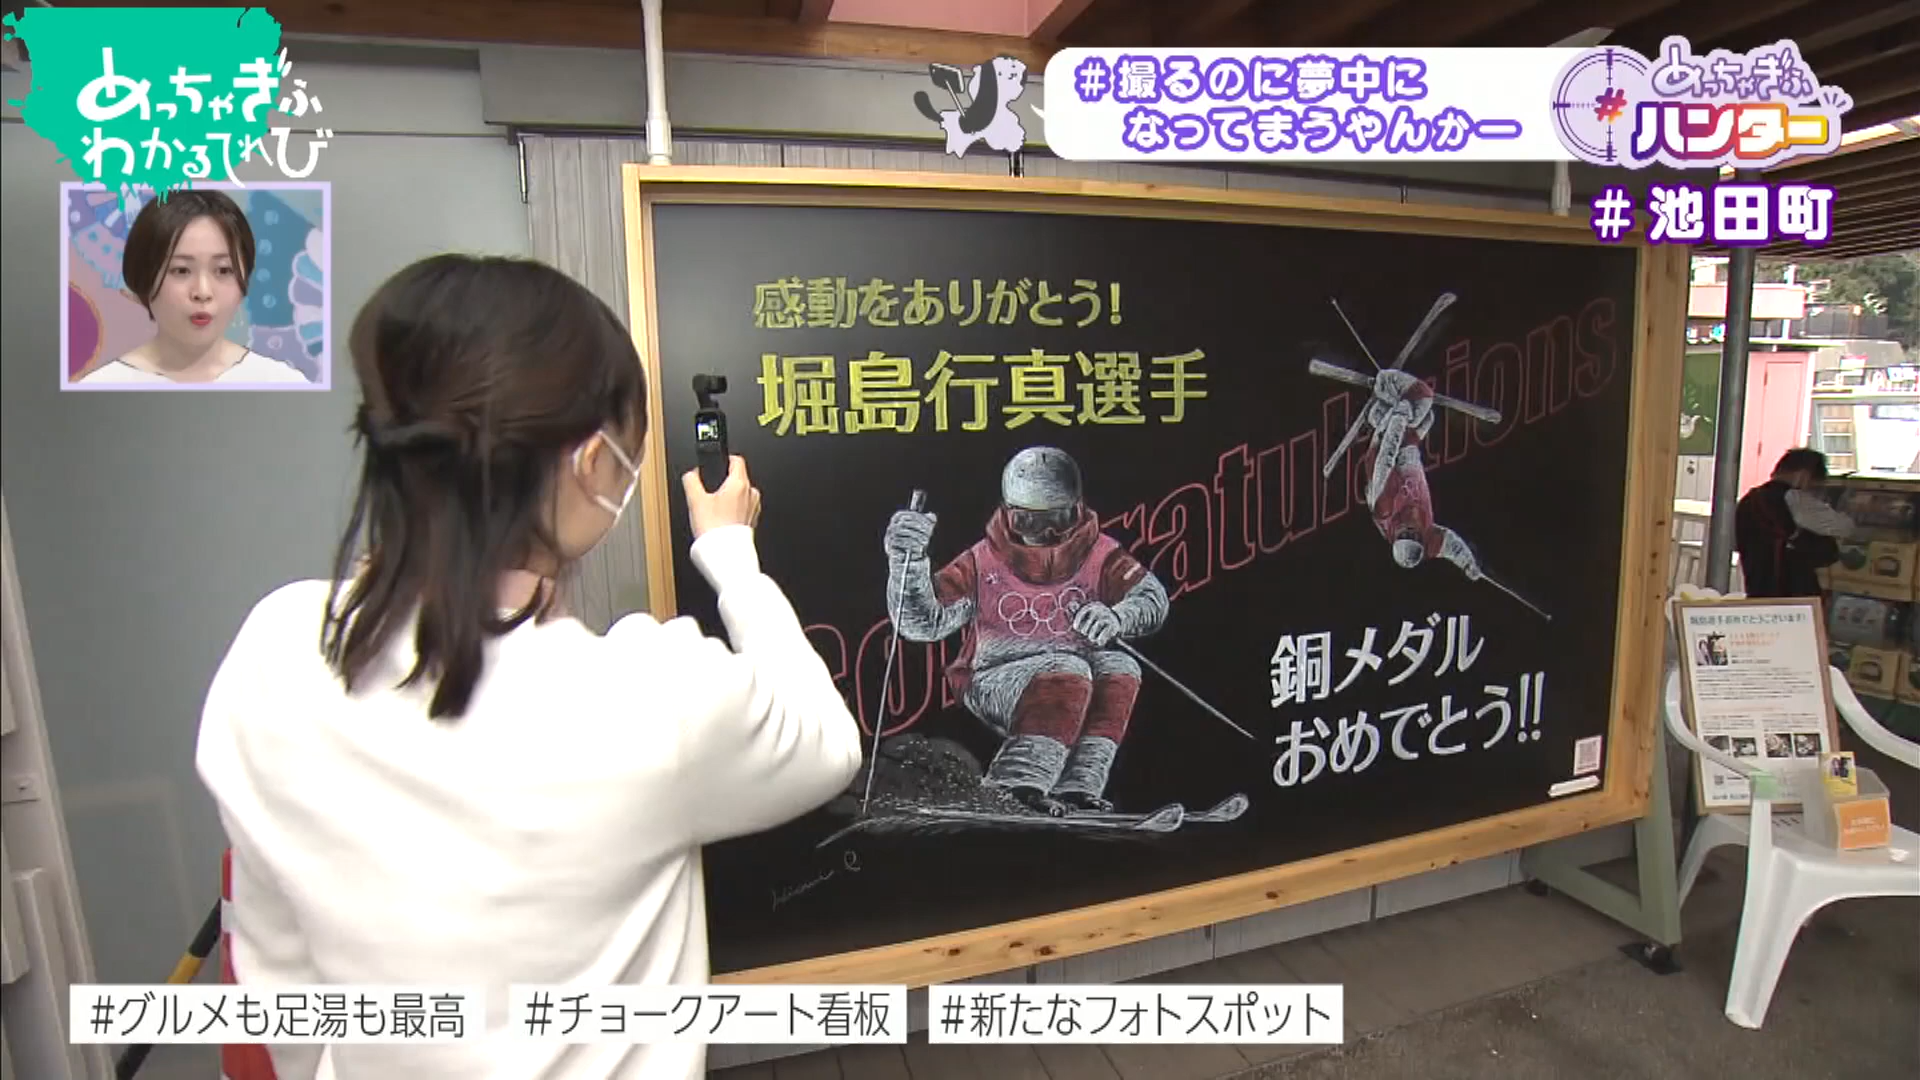 めっちゃぎふ
わかるてれび
#撮るのに夢中に
なってまうやんかー
めっちゃぎふ
#ハンター
#池田町
感動をありがとう!
堀島行真選手
ratulations
銅メダル
おめでとう!!
#グルメも足湯も最高
#チョークアート看板
#新たなフォトスポット